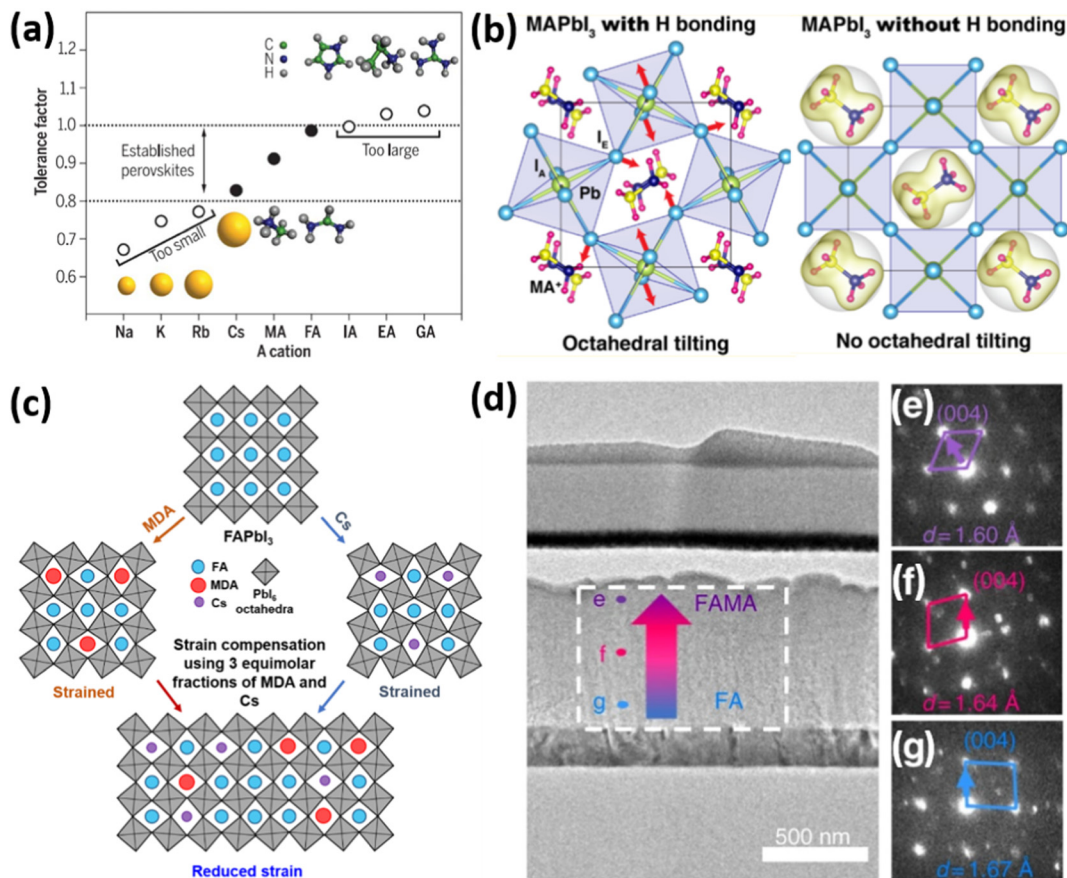 (a)
C
N
H
1.2
1.1
1.0
0.9
0.8
0.7
0.6
Tolerance factor
Established
perovskites
Too large
Too small
Na K Rb Cs MA FA IA EA GA
A cation
(b)
MAPbI3 with H bonding
MAPbI3 without H bonding
IE
IA
Pb
MA+
Octahedral tilting
No octahedral tilting
(c)
FAPbI3
MDA
Cs
FA
MDA
Cs
PbI6
octahedra
Strained
Strained
Strain compensation
using 3 equimolar
fractions of MDA and
Cs
Reduced strain
(d)
e
FAMA
f
g
FA
500 nm
(e)
(004)
d = 1.60 Å
(f)
(004)
d = 1.64 Å
(g)
(004)
d = 1.67 Å